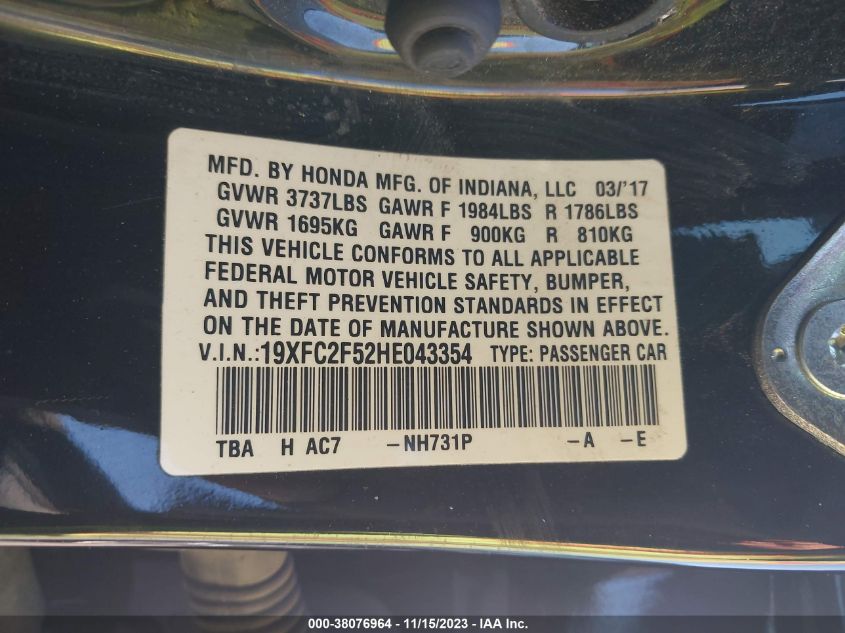 MFD. BY HONDA MFG. OF INDIANA, LLC 03/'17
GVWR 3737LBS GAWR F 1984LBS R 1786LBS
GVWR 1695KG GAWR F 900KG R 810KG
THIS VEHICLE CONFORMS TO ALL APPLICABLE
FEDERAL MOTOR VEHICLE SAFETY, BUMPER,
AND THEFT PREVENTION STANDARDS IN EFFECT
ON THE DATE OF MANUFACTURE SHOWN ABOVE.
V.I.N.:19XFC2F52HE043354 TYPE: PASSENGER CAR
TBA H AC7 -NH731P -A -E
000-38076964 - 11/15/2023 - IAA Inc.